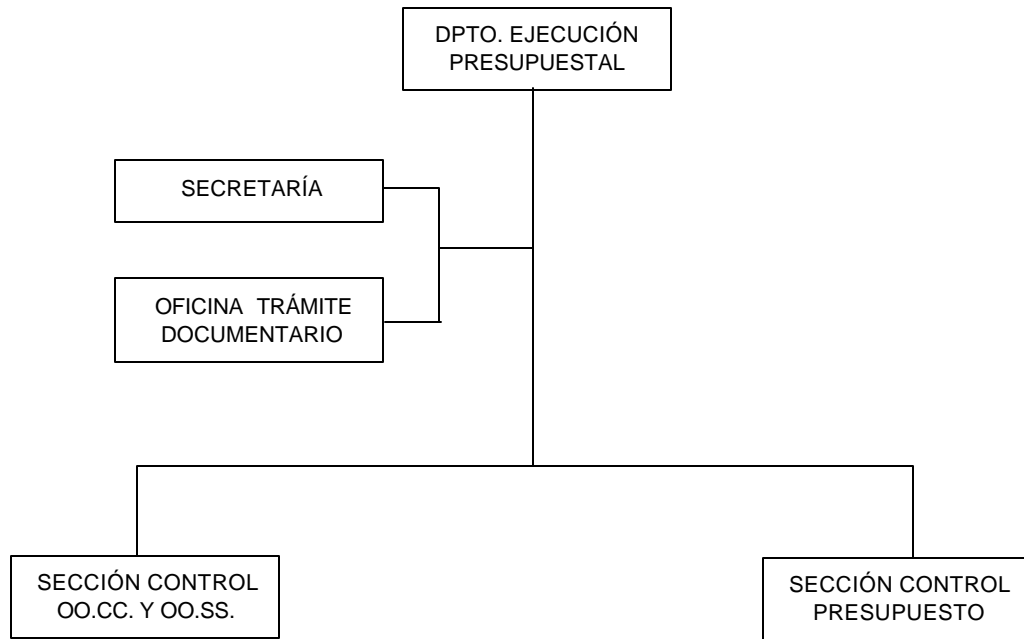 DPTO. EJECUCIÓN
PRESUPUESTAL
SECRETARÍA
OFICINA TRÁMITE
DOCUMENTARIO
SECCIÓN CONTROL
OO.CC. Y OO.SS.
SECCIÓN CONTROL
PRESUPUESTO